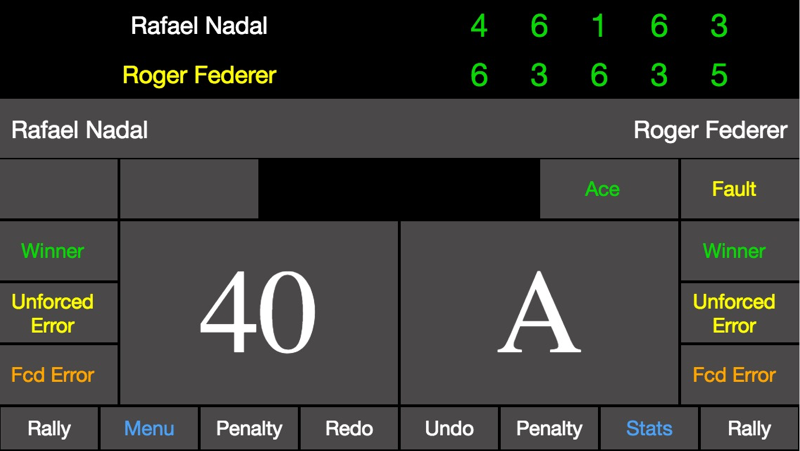 Rafael Nadal 4 6 1 6 3
Roger Federer 6 3 6 3 5
Rafael Nadal Roger Federer
Ace Fault
Winner Winner
Unforced Error 40 A Unforced Error
Fcd Error Fcd Error
Rally Menu Penalty Redo Undo Penalty Stats Rally